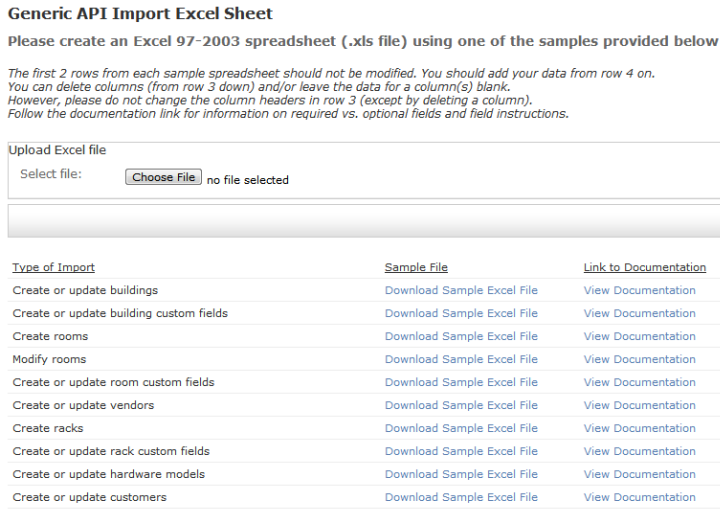 Generic API Import Excel Sheet
Please create an Excel 97-2003 spreadsheet (.xls file) using one of the samples provided below
The first 2 rows from each sample spreadsheet should not be modified. You should add your data from row 4 on.
You can delete columns (from row 3 down) and/or leave the data for a column(s) blank.
However, please do not change the column headers in row 3 (except by deleting a column).
Follow the documentation link for information on required vs. optional fields and field instructions.
Upload Excel file
Select file: Choose File no file selected
Type of Import Sample File Link to Documentation
Create or update buildings Download Sample Excel File View Documentation
Create or update building custom fields Download Sample Excel File View Documentation
Create rooms Download Sample Excel File View Documentation
Modify rooms Download Sample Excel File View Documentation
Create or update room custom fields Download Sample Excel File View Documentation
Create or update vendors Download Sample Excel File View Documentation
Create racks Download Sample Excel File View Documentation
Create or update rack custom fields Download Sample Excel File View Documentation
Create or update hardware models Download Sample Excel File View Documentation
Create or update customers Download Sample Excel File View Documentation